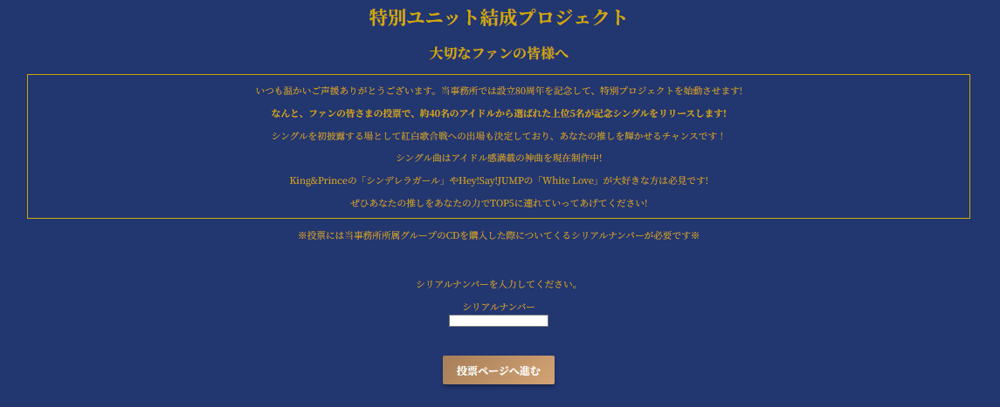 特別ユニット結成プロジェクト
大切なファンの皆様へ
いつも温かいご声援ありがとうございます。当事務所では設立80周年を記念して、特別プロジェクトを始動させます!
なんと、ファンの皆さまの投票で、約40名のアイドルから選ばれた上位5名が記念シングルをリリースします!
シングルを初披露する場として紅白歌合戦への出場も決定しており、あなたの推しを輝かせるチャンスです！
シングル曲はアイドル感満載の神曲を現在制作中!
King&Princeの「シンデレラガール」やHey!Say!JUMPの「White Love」が大好きな方は必見です!
ぜひあなたの推しをあなたの力でTOP5に連れていってあげてください!
※投票には当事務所所属グループのCDを購入した際についてくるシリアルナンバーが必要です※
シリアルナンバーを入力してください。
シリアルナンバー
投票ページへ進む